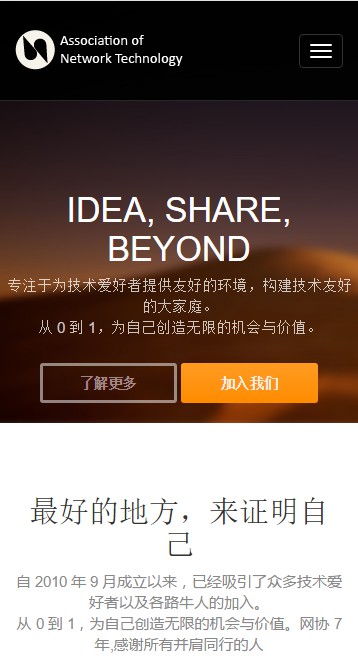 Association of
Network Technology
IDEA, SHARE,
BEYOND
专注于为技术爱好者提供友好的环境，构建技术友好
的大家庭。
从 0 到 1，为自己创造无限的机会与价值。
了解更多 加入我们
最好的地方，来证明自
己
自 2010 年 9 月成立以来，已经吸引了众多技术爱
好者以及各路牛人的加入。
从 0 到 1，为自己创造无限的机会与价值。网协 7
年,感谢所有并肩同行的人